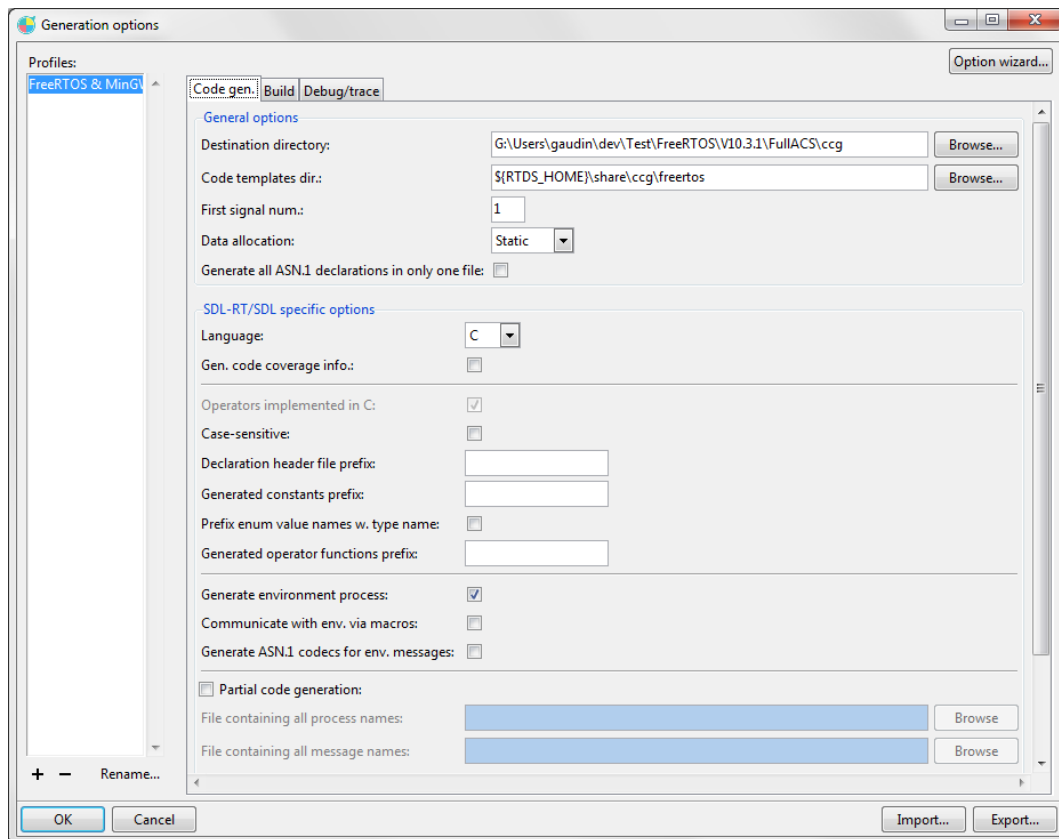 Generation options
Profiles:
Option wizard...
FreeRTOS & MinGW
Code gen. Build Debug/trace
General options
Destination directory: G:\Users\gaudin\dev\Test\FreeRTOS\V10.3.1\FullACS\ccg Browse...
Code templates dir.: ${RTDS_HOME}\share\ccg\freertos Browse...
First signal num.: 1
Data allocation: Static
Generate all ASN.1 declarations in only one file:
SDL-RT/SDL specific options
Language: C
Gen. code coverage info.:
Operators implemented in C:
Case-sensitive:
Declaration header file prefix:
Generated constants prefix:
Prefix enum value names w. type name:
Generated operator functions prefix:
Generate environment process:
Communicate with env. via macros:
Generate ASN.1 codecs for env. messages:
Partial code generation:
File containing all process names: Browse
File containing all message names: Browse
+ − Rename...
OK Cancel Import... Export...